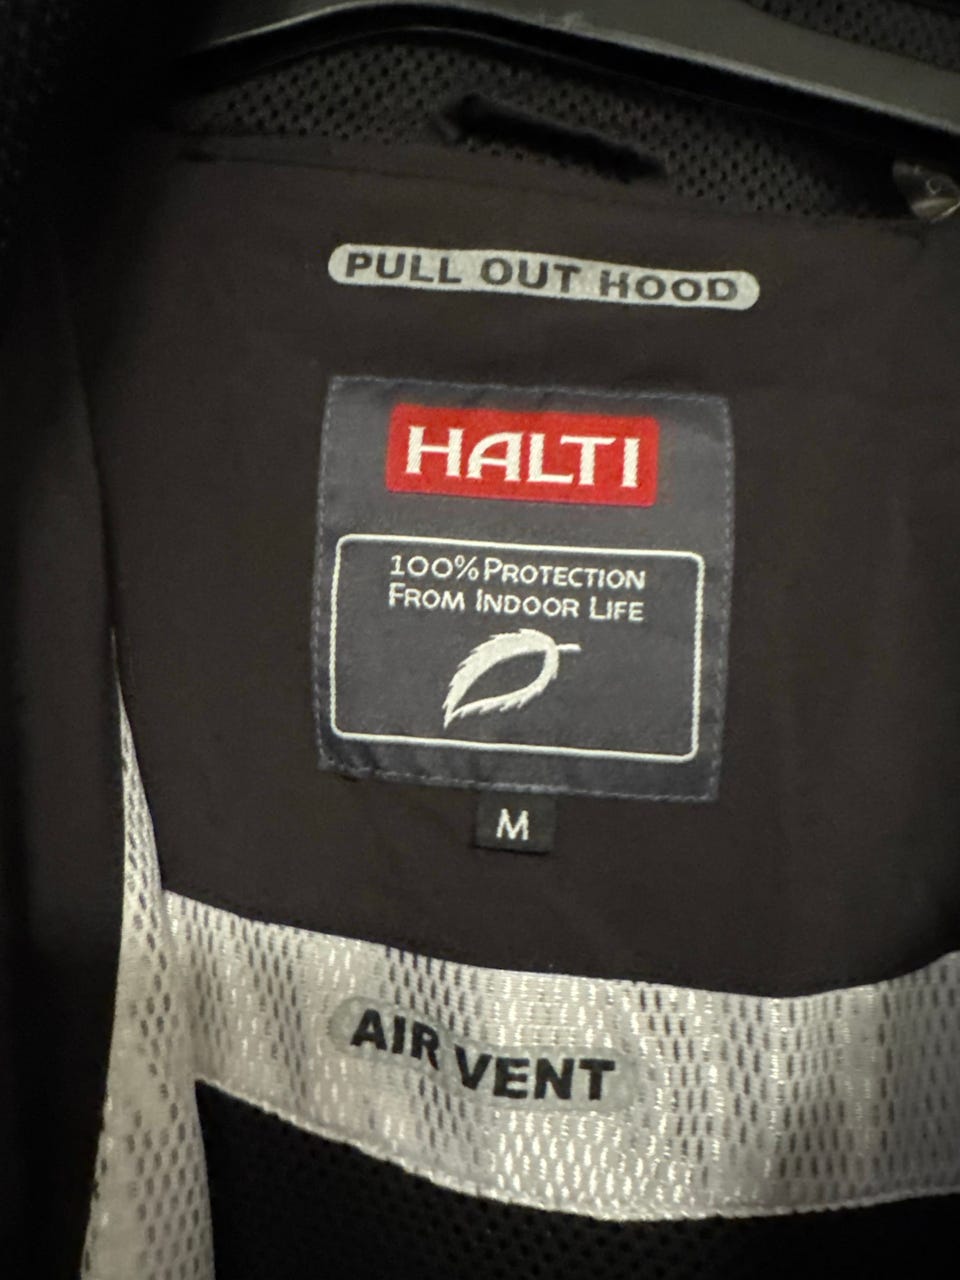 PULL OUT HOOD
HALTI
100% PROTECTION
FROM INDOOR LIFE
M
AIR VENT